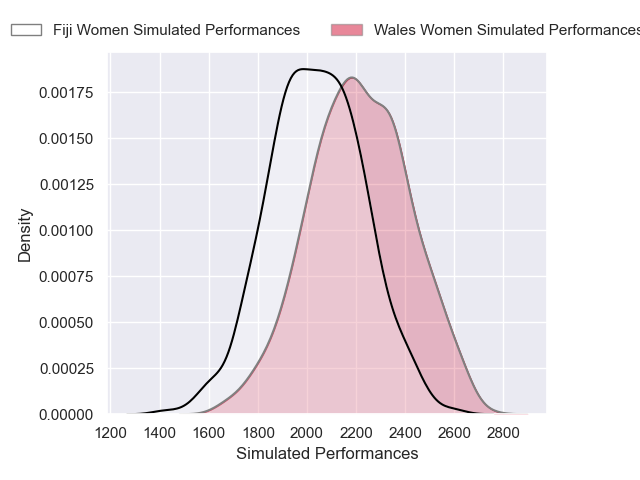 Fiji Women Simulated Performances
Wales Women Simulated Performances
0.00175
0.00150
0.00125
0.00100
0.00075
0.00050
0.00025
0.00000
Density
1200 1400 1600 1800 2000 2200 2400 2600 2800
Simulated Performances